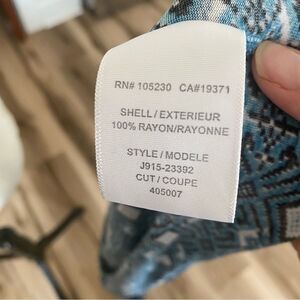 RN# 105230 CA#19371
SHELL/EXTERIEUR
100% RAYON/RAYONNE
STYLE/MODELE
J915-23392
CUT/COUPE
405007